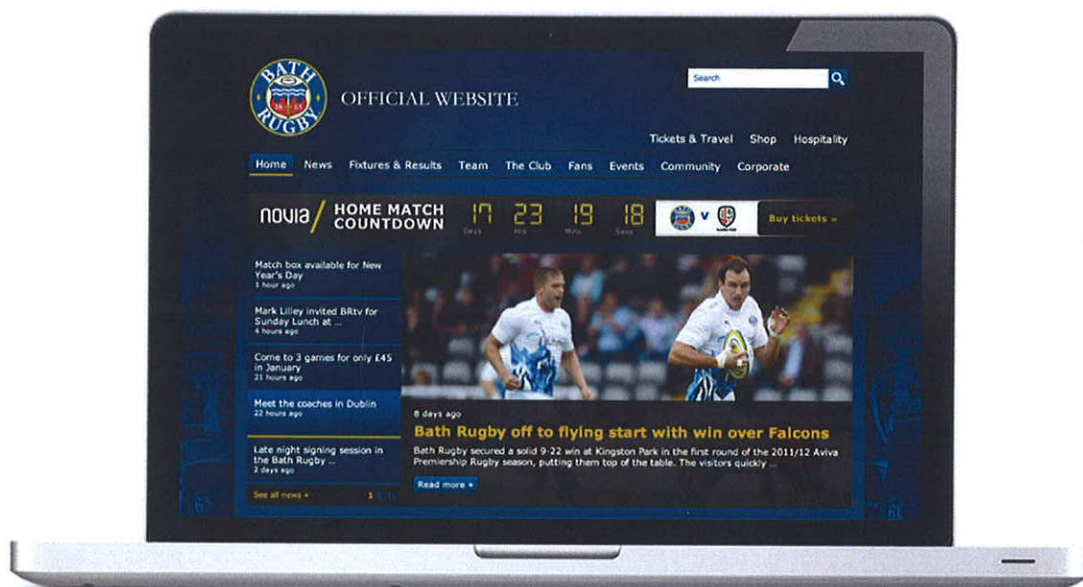 BATH
RUGBY
OFFICIAL WEBSITE
Search
Tickets & Travel Shop Hospitality
Home News Fixtures & Results Team The Club Fans Events Community Corporate
novia/ HOME MATCH
COUNTDOWN
17 23 19 18
Days Hrs Mins Secs
v
Buy tickets »
Match box available for New
Year's Day
1 hour ago
Mark Lilley invited BRtv for
Sunday Lunch at ...
4 hours ago
Come to 3 games for only £45
in January
21 hours ago
Meet the coaches in Dublin
22 hours ago
Late night signing session in
the Bath Rugby ...
2 days ago
See all news »
1
8 days ago
Bath Rugby off to flying start with win over Falcons
Bath Rugby secured a solid 9-22 win at Kingston Park in the first round of the 2011/12 Aviva
Premiership Rugby season, putting them top of the table. The visitors quickly ...
Read more »